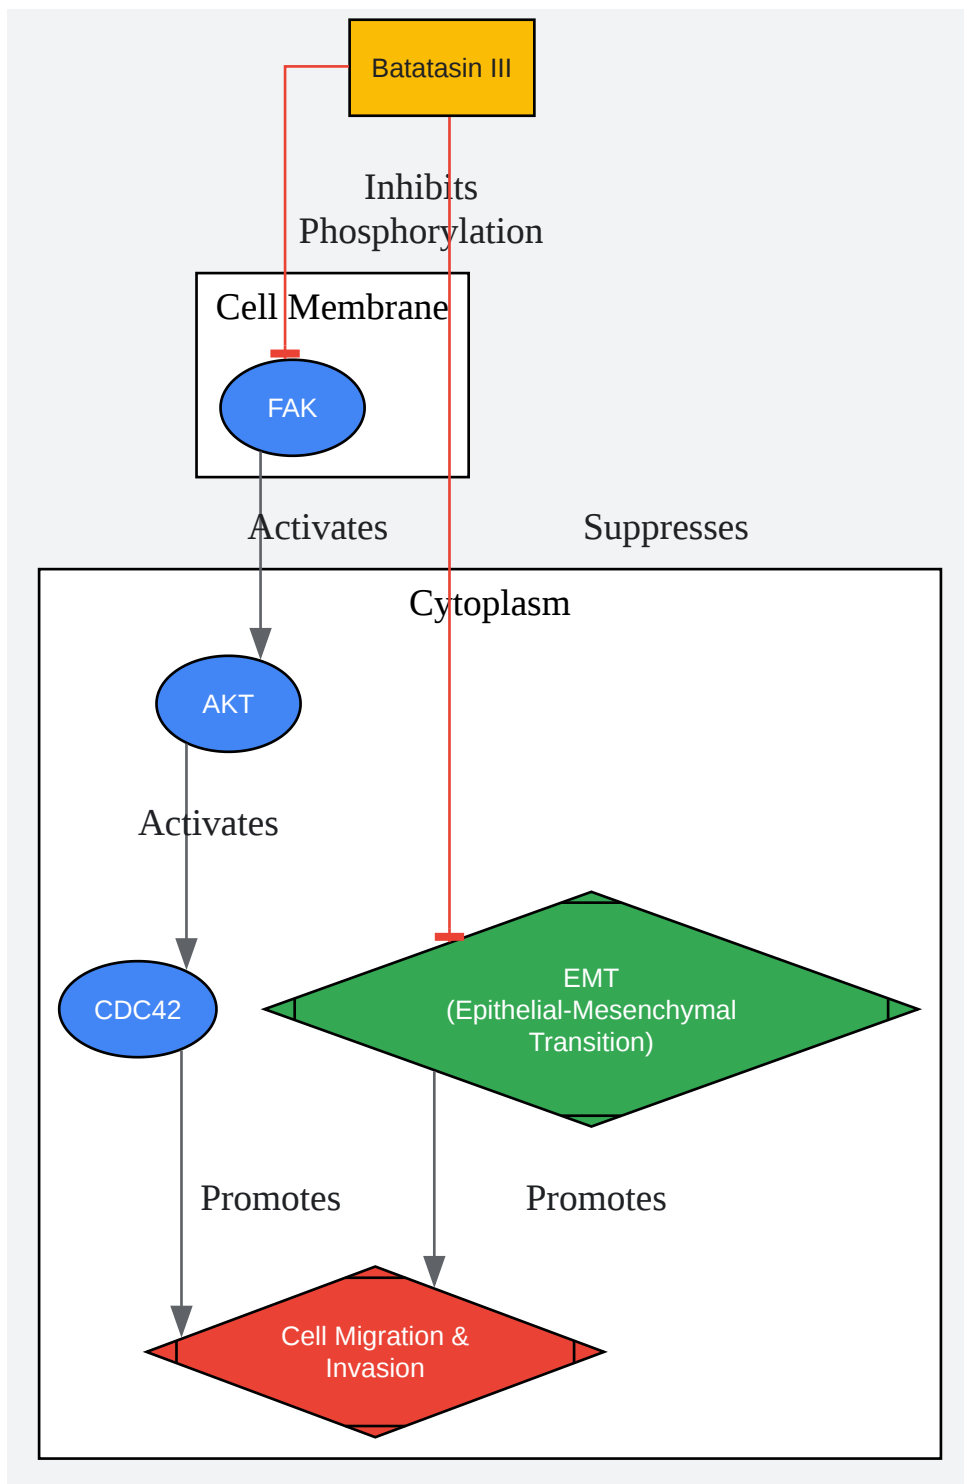 Batatasin III
Inhibits
Phosphorylation
Cell Membrane
FAK
Activates
Suppresses
Cytoplasm
AKT
Activates
CDC42
EMT
(Epithelial-Mesenchymal
Transition)
Promotes
Promotes
Cell Migration &
Invasion